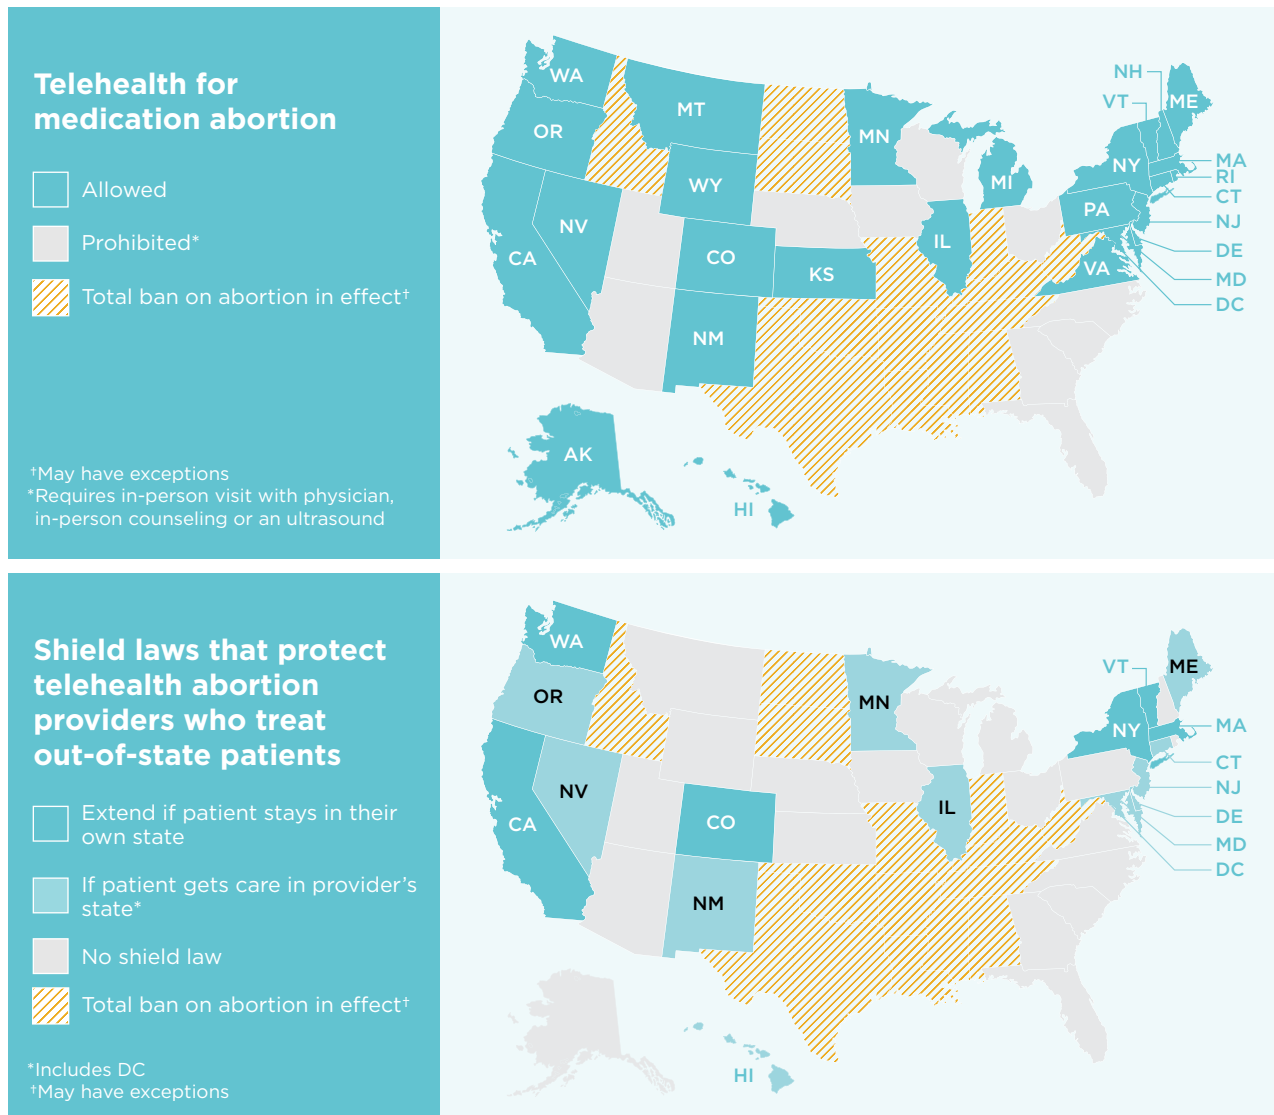 Telehealth for
medication abortion
Allowed
Prohibited*
Total ban on abortion in effect†
†May have exceptions
*Requires in-person visit with physician,
in-person counseling or an ultrasound
WA
OR
CA
NV
MT
WY
CO
NM
KS
MN
IL
MI
PA
NY
VA
ME
NH
VT
MA
RI
CT
NJ
DE
MD
DC
AK
HI
Shield laws that protect
telehealth abortion
providers who treat
out-of-state patients
Extend if patient stays in their
own state
If patient gets care in provider's
state*
No shield law
Total ban on abortion in effect†
*Includes DC
†May have exceptions
WA
OR
CA
NV
CO
NM
MN
IL
NY
ME
VT
MA
CT
NJ
DE
MD
DC
HI